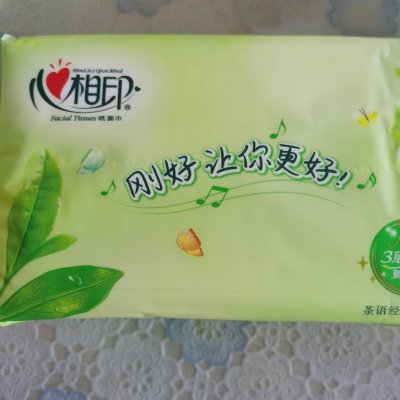 Mind Act Upon Mind
心相印®
Facial Tissues 纸面巾
刚好 让你更好!
3层
茶语经